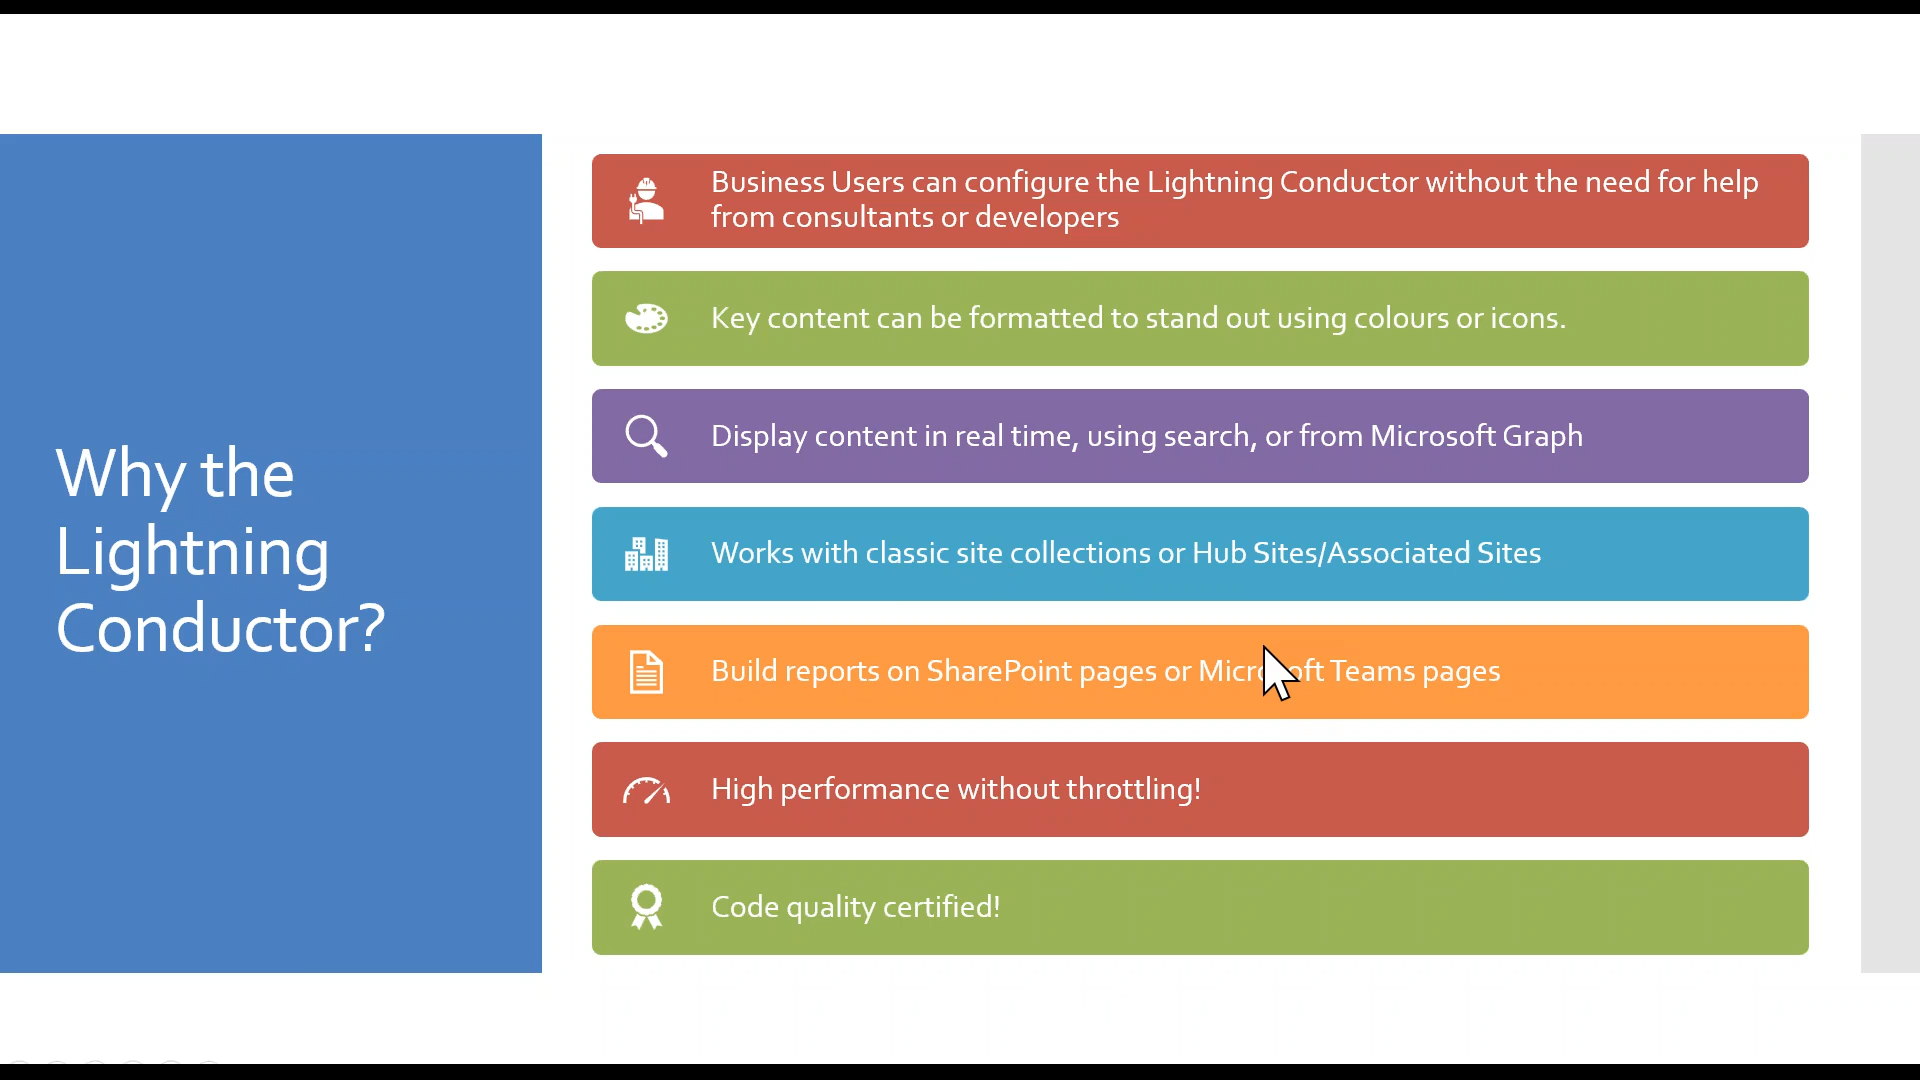 Why the
Lightning
Conductor?
Business Users can configure the Lightning Conductor without the need for help
from consultants or developers
Key content can be formatted to stand out using colours or icons.
Display content in real time, using search, or from Microsoft Graph
Works with classic site collections or Hub Sites/Associated Sites
Build reports on SharePoint pages or Microsoft Teams pages
High performance without throttling!
Code quality certified!